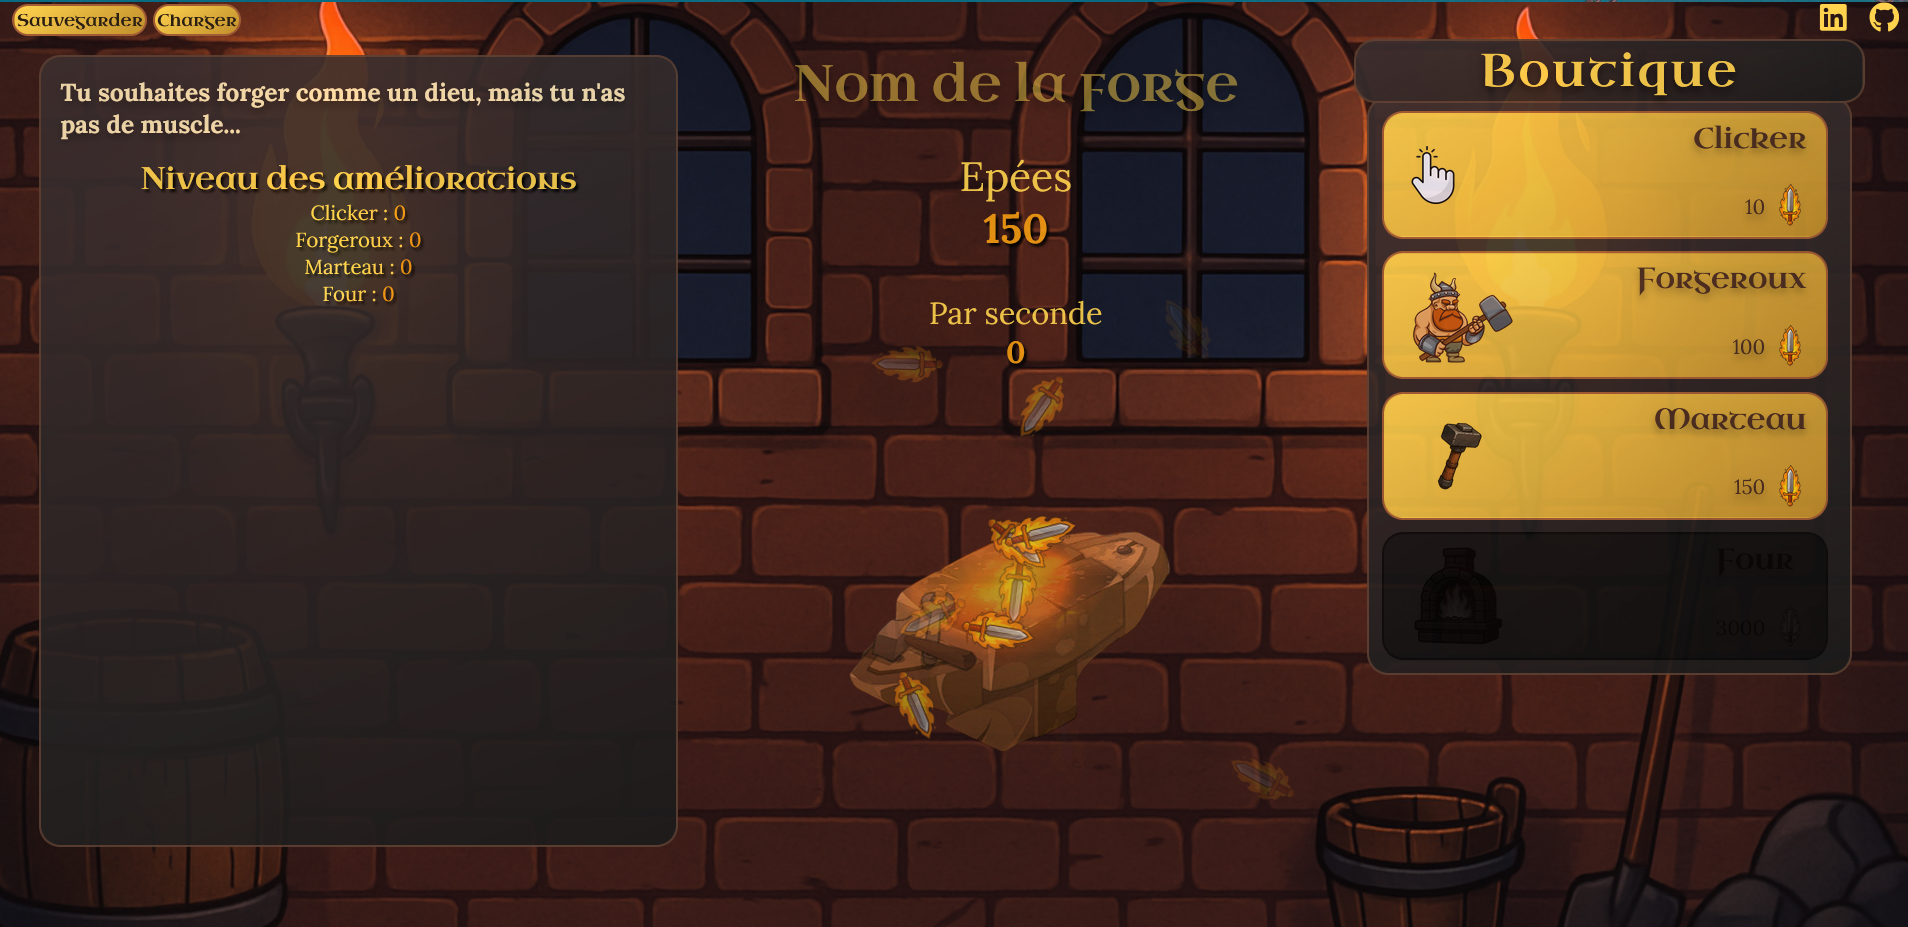 Sauvegarder
Charger
Tu souhaites forger comme un dieu, mais tu n'as
pas de muscle...
Niveau des améliorations
Clicker : 0
Forgeroux : 0
Marteau : 0
Four : 0
Nom de la forge
Epées
150
Par seconde
0
in
Boutique
Clicker
10
Forgeroux
100
Marteau
150
Four
3000